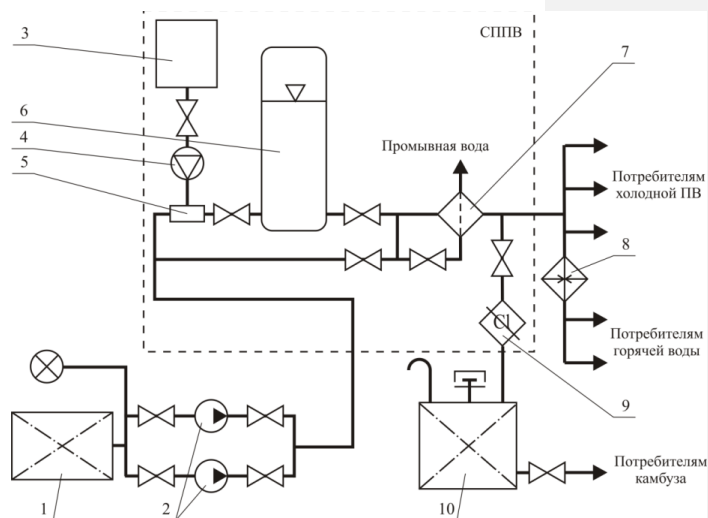 СППВ
3
7
6
4
5
Промывная вода
Потребителям
холодной ПВ
8
Cl
Потребителям
горячей воды
9
1
2
10
Потребителям
камбуза